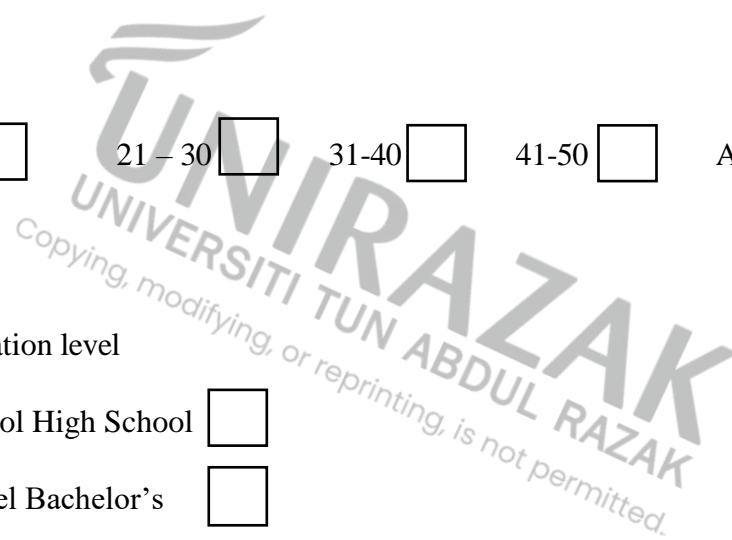 21 – 30 31-40 41-50 A
ation level
ol High School
el Bachelor’s
UNIRAZAK
UNIVERSITI TUN ABDUL RAZAK
Copying, modifying, or reprinting, is not permitted.